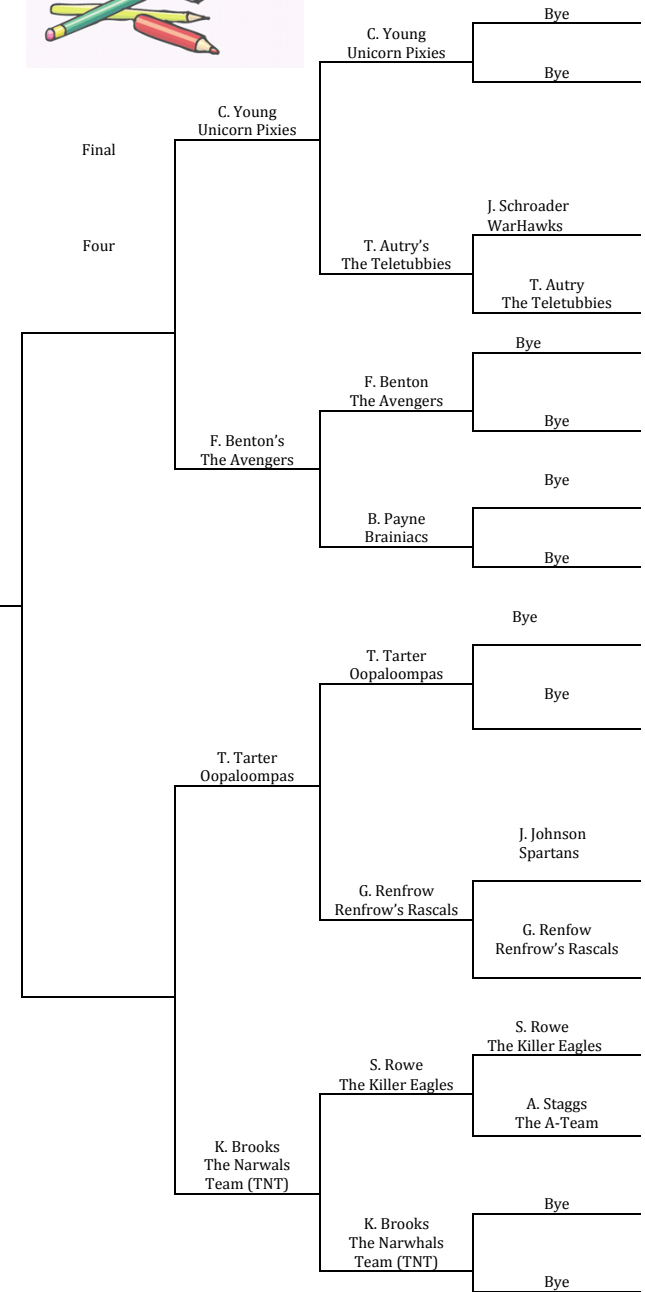 Bye
C. Young
Unicorn Pixies
Bye
C. Young
Unicorn Pixies
Final
J. Schroader
WarHawks
Four
T. Autry's
The Teletubbies
T. Autry
The Teletubbies
Bye
F. Benton
The Avengers
Bye
F. Benton's
The Avengers
Bye
B. Payne
Brainiacs
Bye
Bye
T. Tarter
Oopaloompas
Bye
T. Tarter
Oopaloompas
J. Johnson
Spartans
G. Renfrow
Renfrow's Rascals
G. Renfow
Renfrow's Rascals
S. Rowe
The Killer Eagles
S. Rowe
The Killer Eagles
A. Staggs
The A-Team
K. Brooks
The Narwals
Team (TNT)
Bye
K. Brooks
The Narwhals
Team (TNT)
Bye